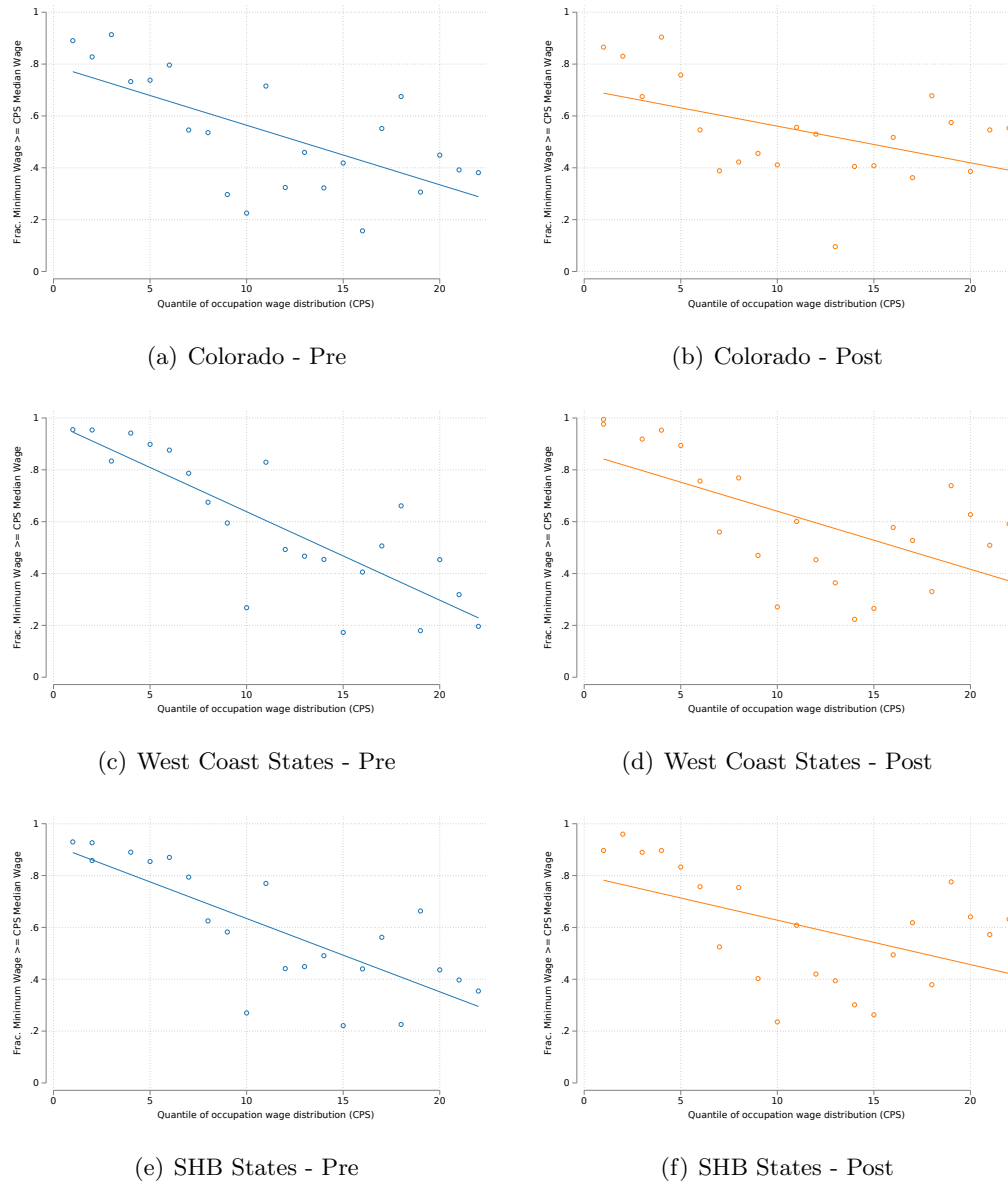 Frac. Minimum Wage >= CPS Median Wage
1
.8
.6
.4
.2
0
0 5 10 15 20
Quantile of occupation wage distribution (CPS)
(a) Colorado - Pre
Frac. Minimum Wage >= CPS Median Wage
1
.8
.6
.4
.2
0
0 5 10 15 20
Quantile of occupation wage distribution (CPS)
(b) Colorado - Post
Frac. Minimum Wage >= CPS Median Wage
1
.8
.6
.4
.2
0
0 5 10 15 20
Quantile of occupation wage distribution (CPS)
(c) West Coast States - Pre
Frac. Minimum Wage >= CPS Median Wage
1
.8
.6
.4
.2
0
0 5 10 15 20
Quantile of occupation wage distribution (CPS)
(d) West Coast States - Post
Frac. Minimum Wage >= CPS Median Wage
1
.8
.6
.4
.2
0
0 5 10 15 20
Quantile of occupation wage distribution (CPS)
(e) SHB States - Pre
Frac. Minimum Wage >= CPS Median Wage
1
.8
.6
.4
.2
0
0 5 10 15 20
Quantile of occupation wage distribution (CPS)
(f) SHB States - Post